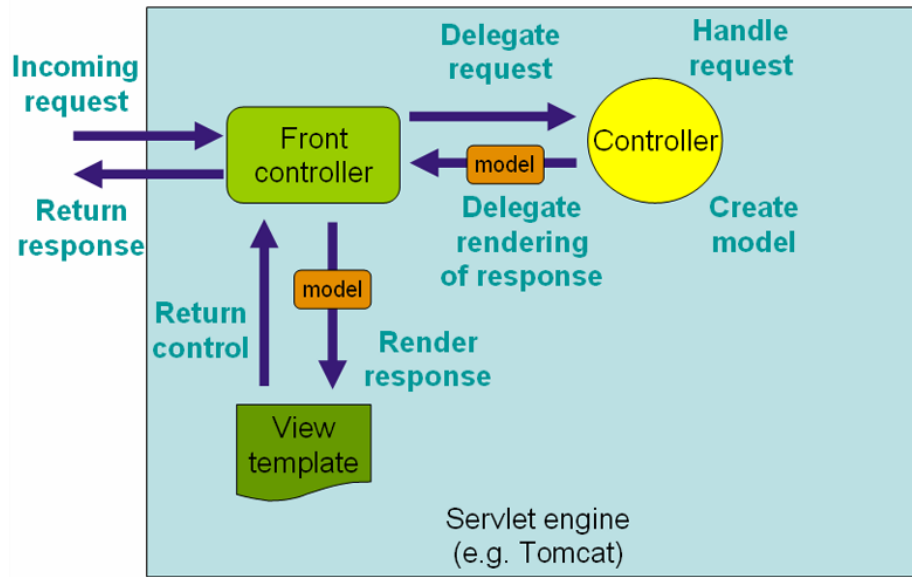 Incoming
request
Delegate
request
Handle
request
Front
controller
Controller
model
Return
response
Delegate
rendering
of response
Create
model
model
Return
control
Render
response
View
template
Servlet engine
(e.g. Tomcat)